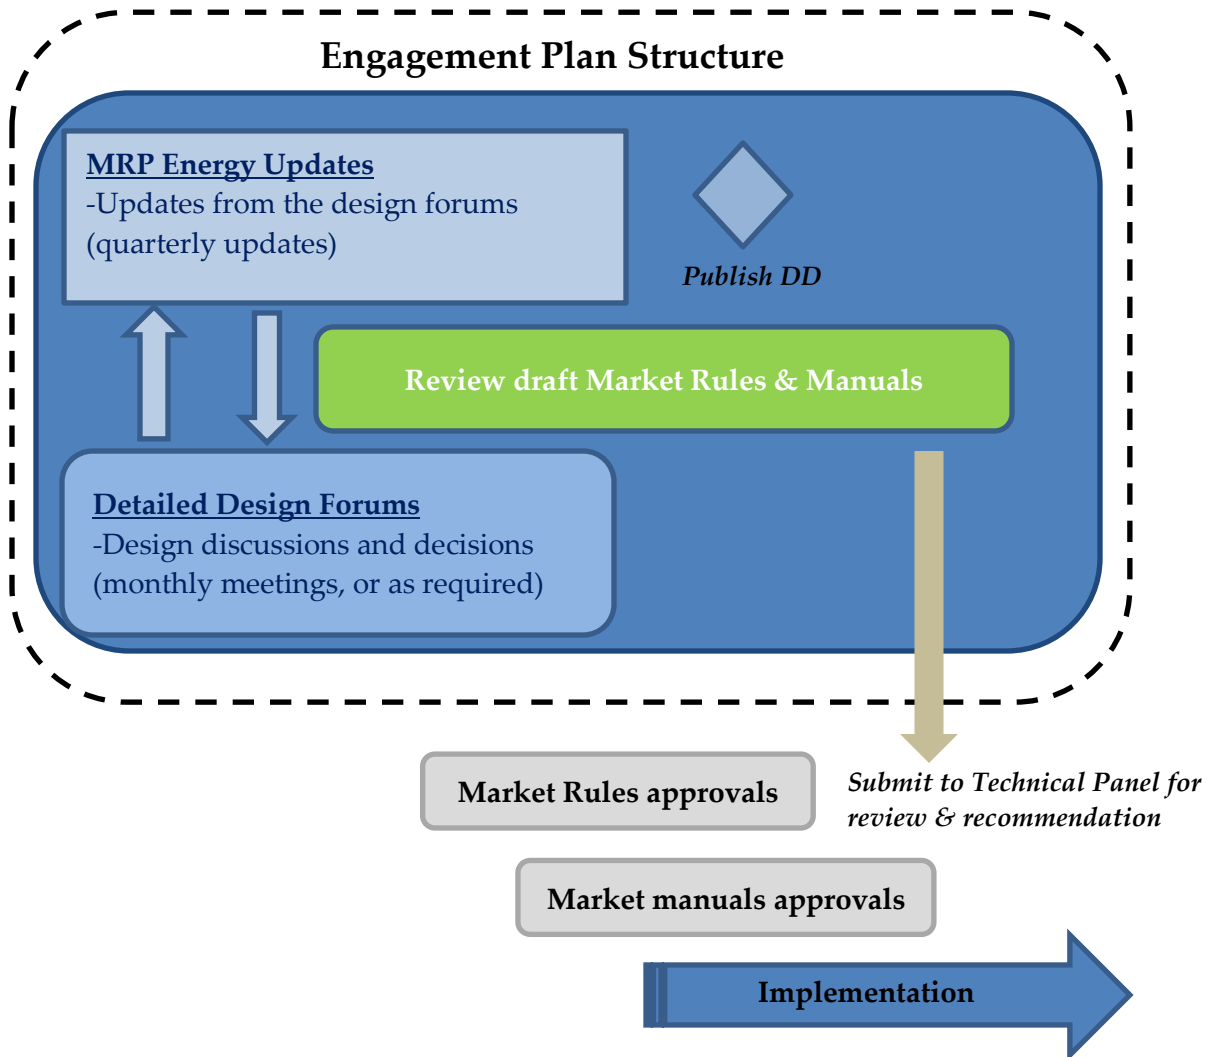 Engagement Plan Structure
MRP Energy Updates
-Updates from the design forums
(quarterly updates)
Publish DD
Review draft Market Rules & Manuals
Detailed Design Forums
-Design discussions and decisions
(monthly meetings, or as required)
Market Rules approvals
Submit to Technical Panel for
review & recommendation
Market manuals approvals
Implementation